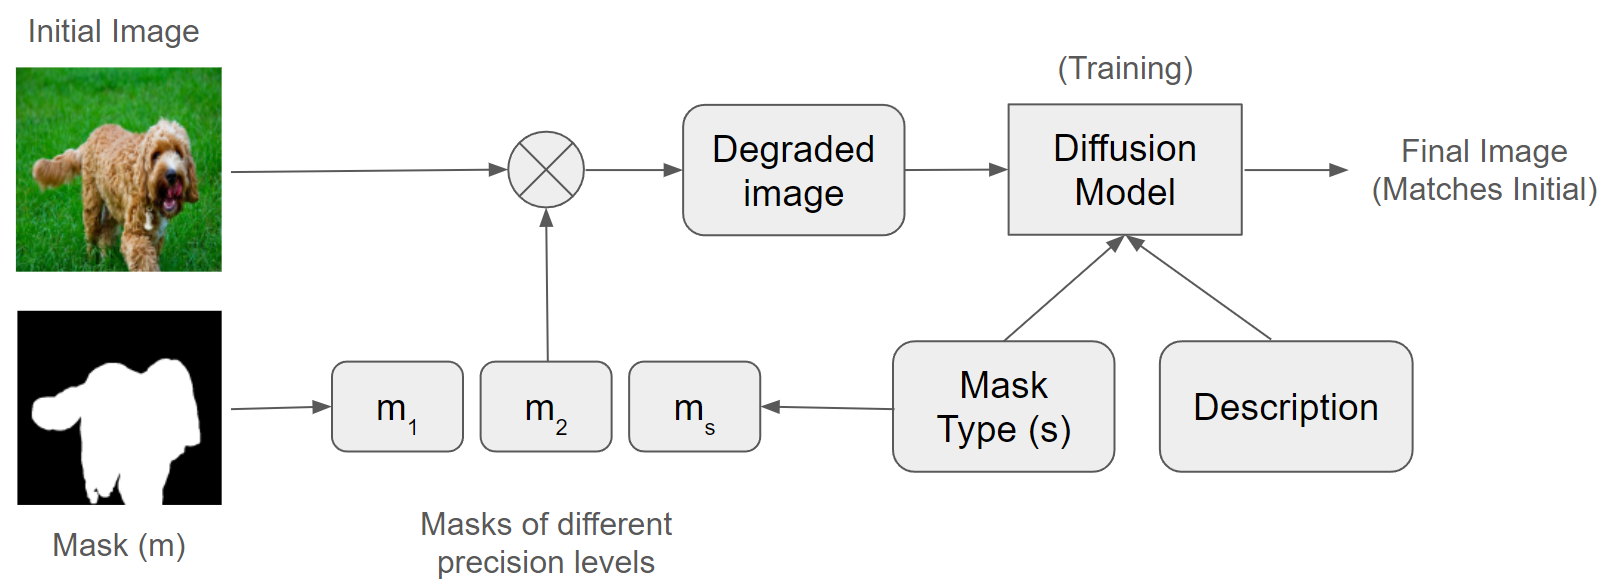 Initial Image
(Training)
Degraded
image
Diffusion
Model
Final Image
(Matches Initial)
m1
m2
ms
Mask
Type (s)
Description
Mask (m)
Masks of different
precision levels